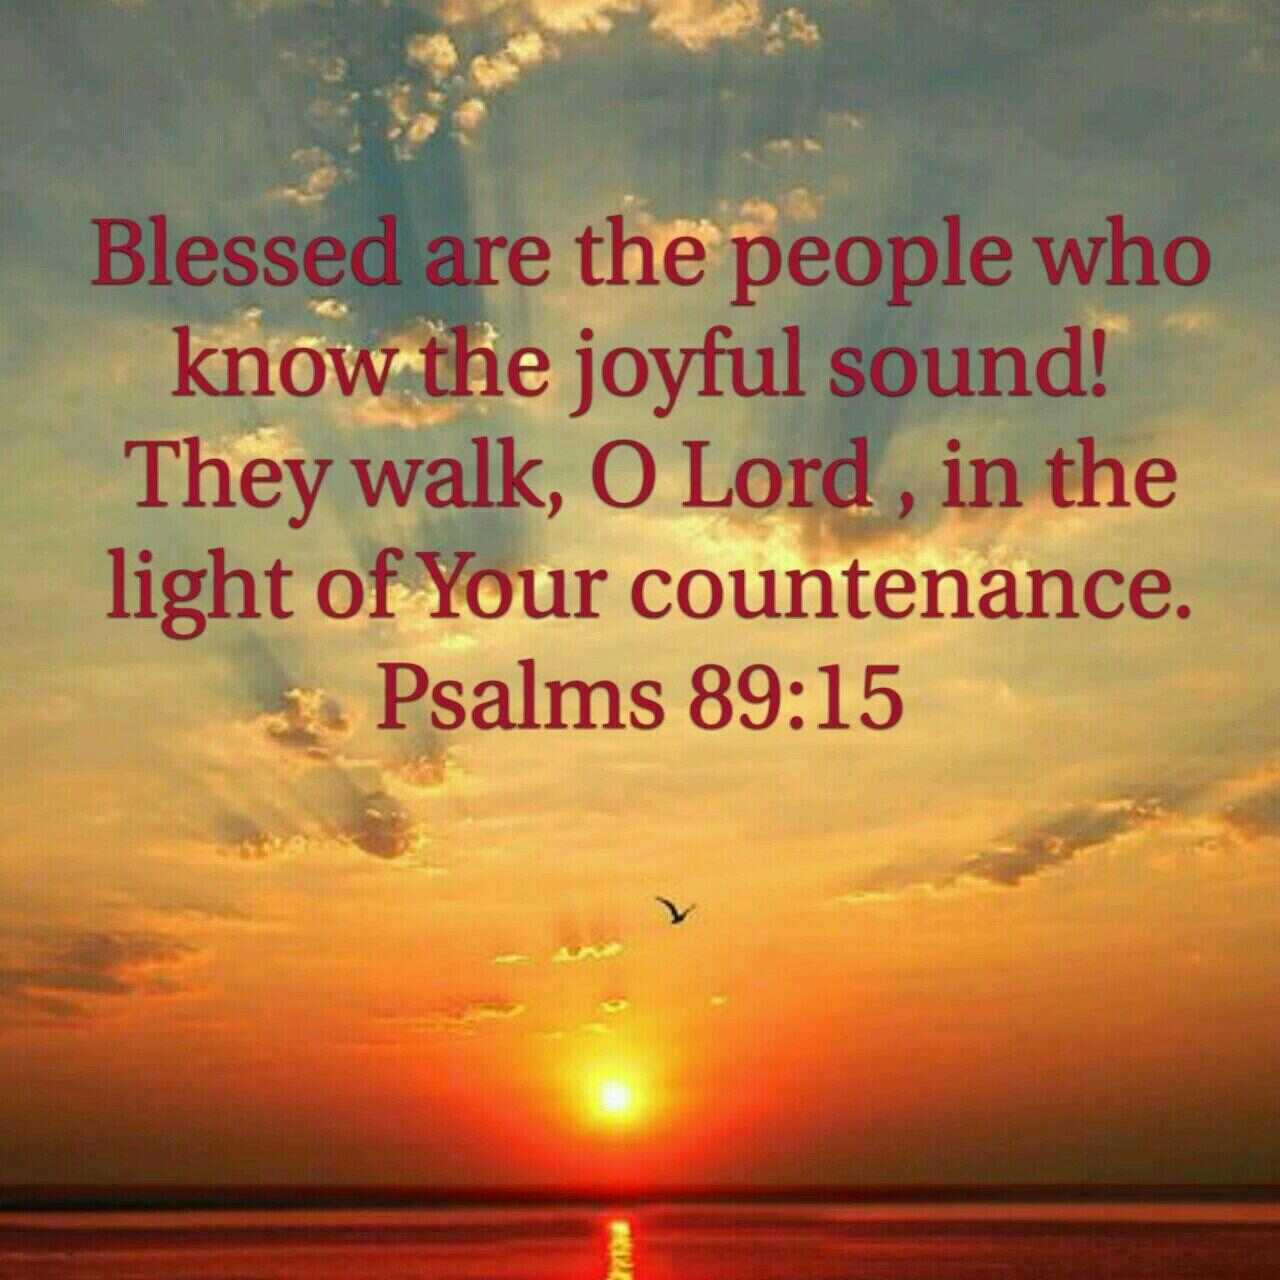 Blessed are the people who
know the joyful sound!
They walk, O Lord , in the
light of Your countenance.
Psalms 89:15